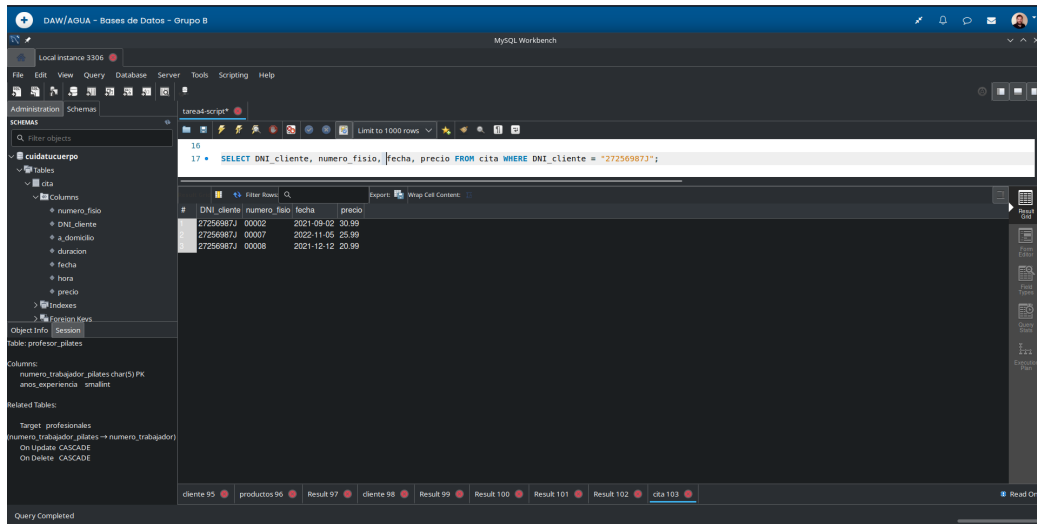 DAW/AGUA - Bases de Datos - Grupo B
MySQL Workbench
Local instance 3306
File Edit View Query Database Server Tools Scripting Help
Administration Schemas
tarea4-script*
SCHEMAS
Filter objects
Limit to 1000 rows
cuidatucuerpo
Tables
cita
Columns
numero_fisio
DNI_cliente
a_domicilio
duracion
fecha
hora
precio
Indexes
Foreign Keys
16
17 SELECT DNI_cliente, numero_fisio, fecha, precio FROM cita WHERE DNI_cliente = "27256987J";
Filter Rows: Export: Wrap Cell Content:
# DNI_cliente numero_fisio fecha precio
1 27256987J 00002 2021-09-02 30.99
2 27256987J 00007 2022-11-05 25.99
3 27256987J 00008 2021-12-12 20.99
Result Grid
Form Editor
Field Types
Query Stats
Execution Plan
Object Info Session
Table: profesor_pilates
Columns:
numero_trabajador_pilates char(5) PK
anos_experiencia smallint
Related Tables:
Target profesionales
(numero_trabajador_pilates → numero_trabajador)
On Update CASCADE
On Delete CASCADE
cliente 95 productos 96 Result 97 cliente 98 Result 99 Result 100 Result 101 Result 102 cita 103
Read On
Query Completed